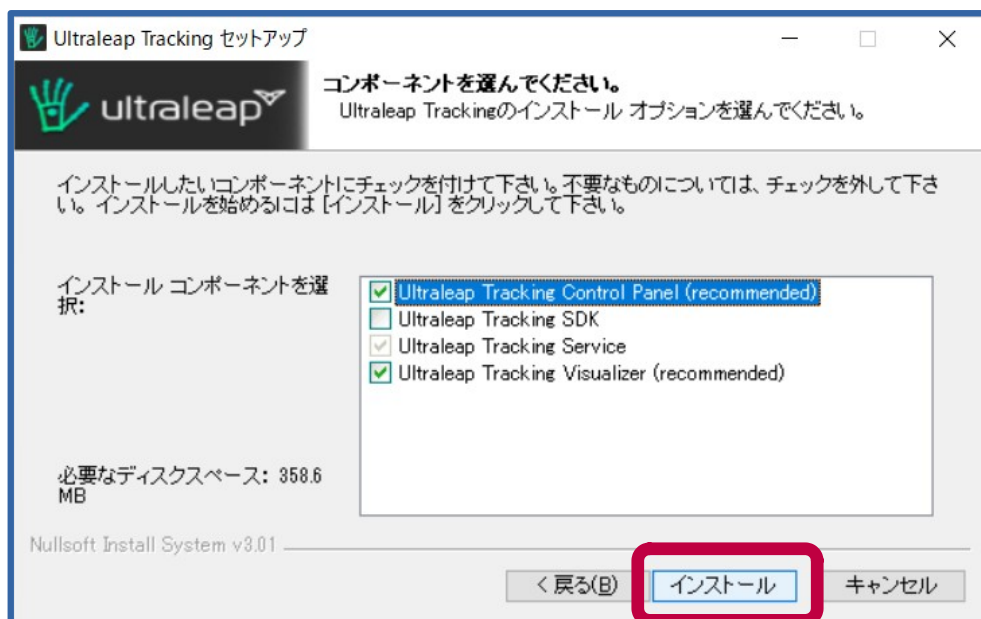 Ultraleap Tracking セットアップ
ultraleap
コンポーネントを選んでください。
Ultraleap Trackingのインストール オプションを選んでください。
インストールしたいコンポーネントにチェックを付けて下さい。不要なものについては、チェックを外して下さ
い。 インストールを始めるには [インストール] をクリックして下さい。
インストール コンポーネントを選
択:
Ultraleap Tracking Control Panel (recommended)
Ultraleap Tracking SDK
Ultraleap Tracking Service
Ultraleap Tracking Visualizer (recommended)
必要なディスクスペース: 358.6
MB
Nullsoft Install System v3.01
< 戻る(B)
インストール
キャンセル